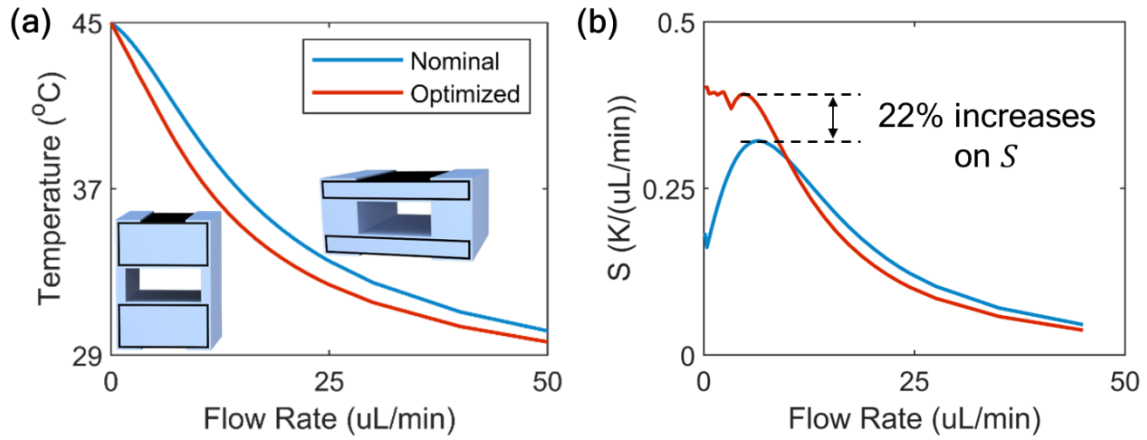 (a)
45
37
29
Temperature (°C)
Nominal
Optimized
0
25
50
Flow Rate (uL/min)
(b)
0.5
0.25
0
S (K/(uL/min))
22% increases
on S
0
25
50
Flow Rate (uL/min)